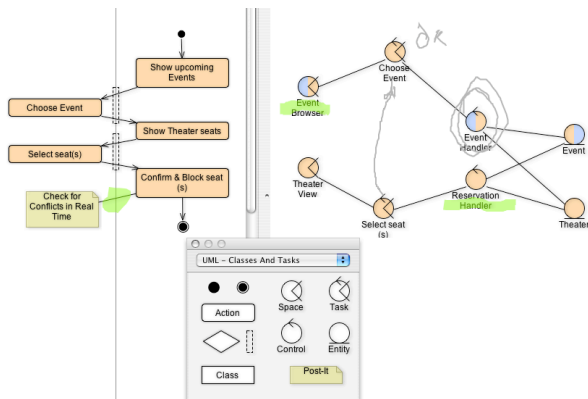 Show upcoming
Events
Choose Event
Show Theater seats
Select seat(s)
Confirm & Block seat
(s)
Check for
Conflicts in Real
Time
OK
Choose
Event
Event
Browser
Event
Handler
Event
Theater
View
Select seat
(s)
Reservation
Handler
Theater
UML - Classes And Tasks
Action
Space
Task
Control
Entity
Class
Post-It